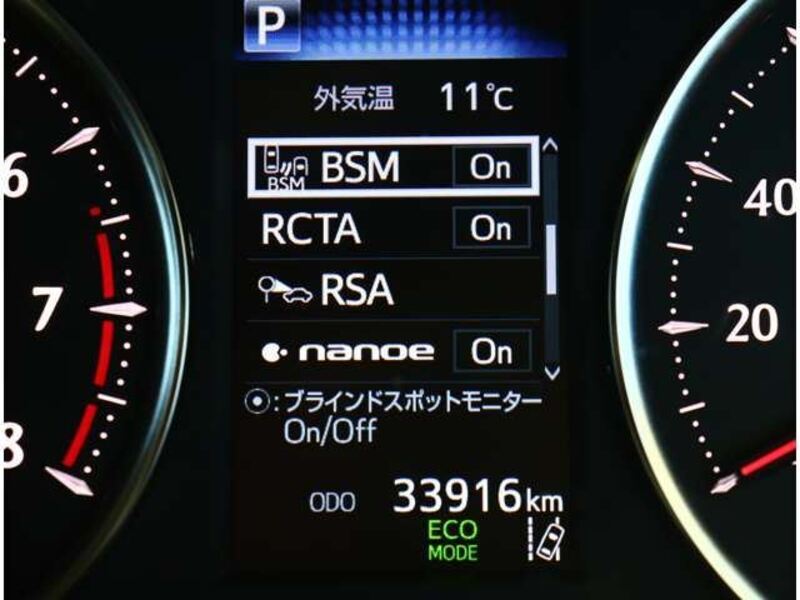 P
外気温 11℃
BSM BSM On
RCTA On
RSA
nanoe On
:ブラインドスポットモニター
On/Off
ODO 33916km
ECO
MODE
6
7
8
40
20